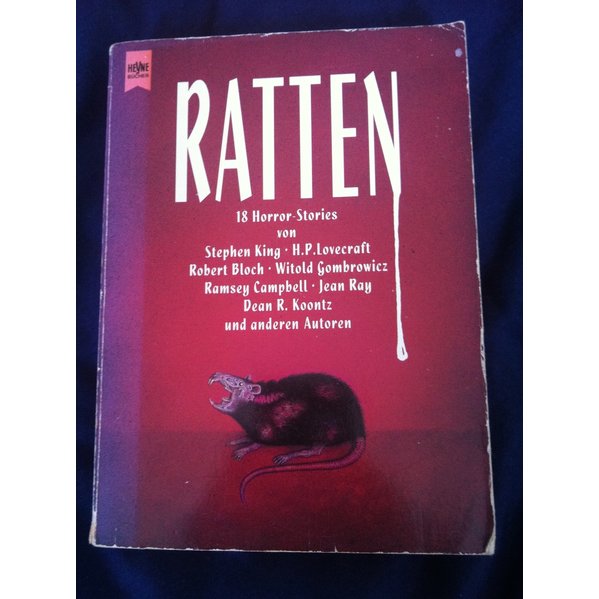 HEYNE
BÜCHER
RATTEN
18 Horror-Stories
von
Stephen King · H.P.Lovecraft
Robert Bloch · Witold Gombrowicz
Ramsey Campbell · Jean Ray
Dean R. Koontz
und anderen Autoren